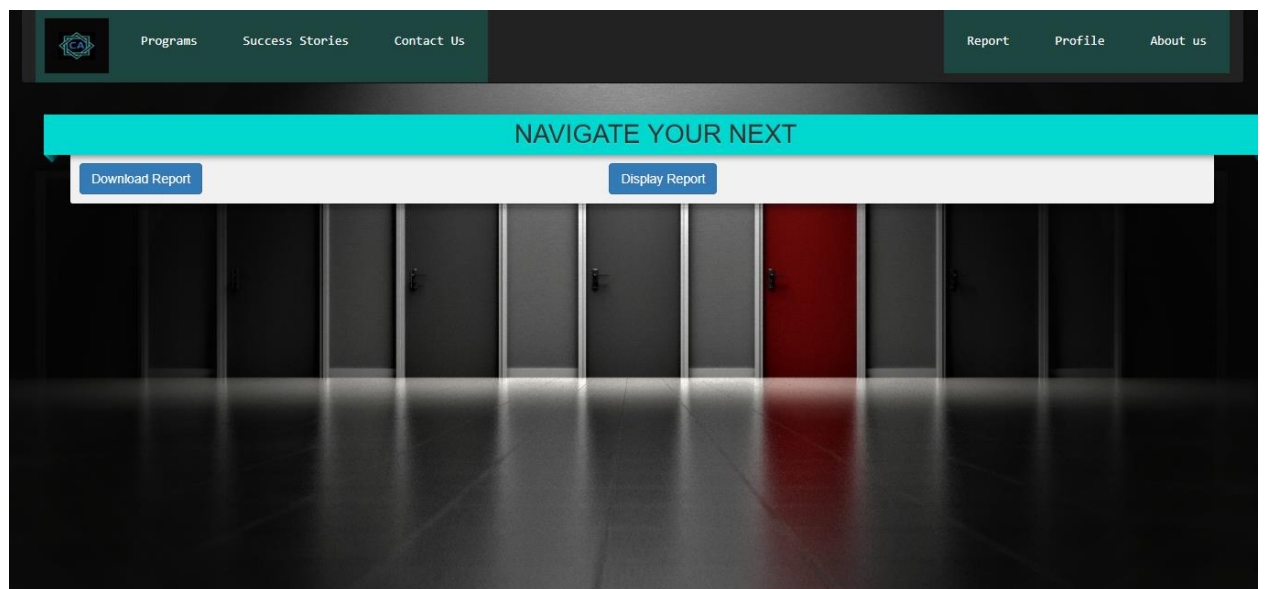 CA Programs Success Stories Contact Us Report Profile About us
NAVIGATE YOUR NEXT
Download Report Display Report